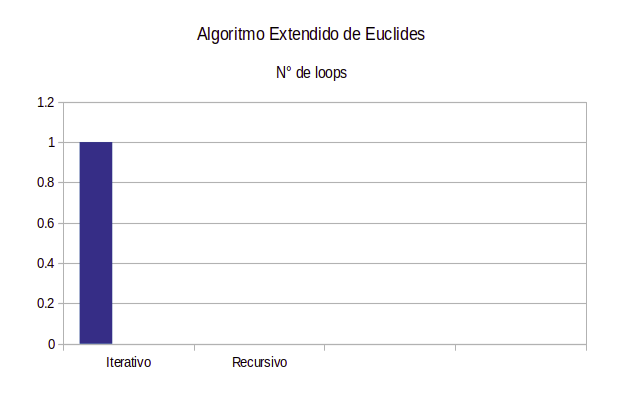 Algoritmo Extendido de Euclides
N° de loops
1.2
1
0.8
0.6
0.4
0.2
0
Iterativo Recursivo